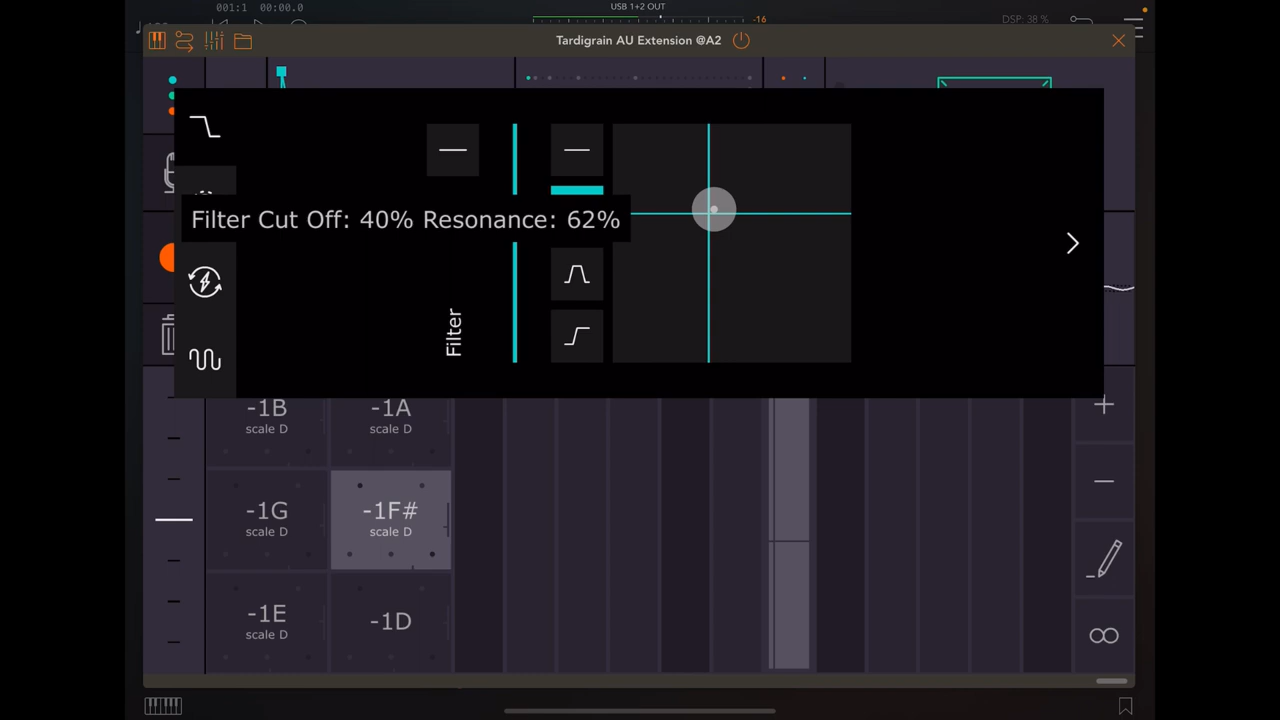 001:1 00:00.0
USB 1+2 OUT
-16
DSP: 38 %
Tardigrain AU Extension @A2
Filter Cut Off: 40% Resonance: 62%
Filter
-1B
scale D
-1A
scale D
-1G
scale D
-1F#
scale D
-1E
scale D
-1D